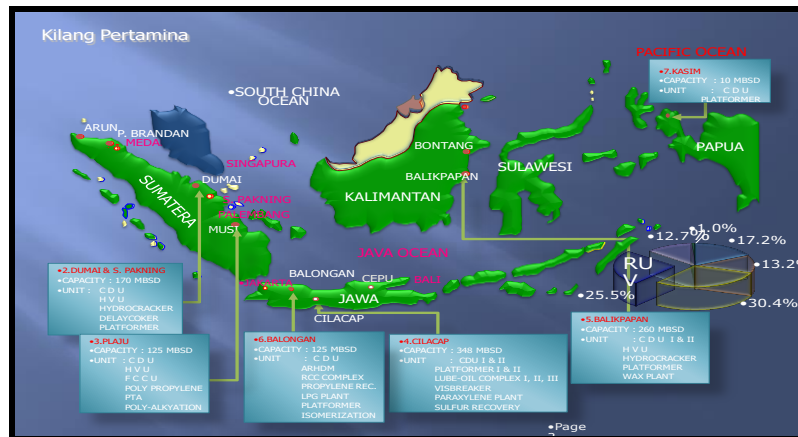 Kilang Pertamina
PACIFIC OCEAN
•7.KASIM
•CAPACITY : 10 MBSD
•UNIT : C D U
PLATFORMER
•SOUTH CHINA
OCEAN
ARUN
P. BRANDAN
MEDA
SINGAPURA
BONTANG
PAPUA
SULAWESI
DUMAI
BALIKPAPAN
SUMATERA
S. PAKNING
KALIMANTAN
PALEMBANG
MUSI
•1.0%
•12.7%
•17.2%
JAVA OCEAN
RU
V
•13.2
•25.5%
•30.4%
BALONGAN
CEPU
BALI
JAWA
CILACAP
•2.DUMAI & S. PAKNING
•CAPACITY : 170 MBSD
•UNIT : C D U
H V U
HYDROCRACKER
DELAYCOKER
PLATFORMER
•3.PLAJU
•CAPACITY : 125 MBSD
•UNIT : C D U
H V U
F C C U
POLY PROPYLENE
PTA
POLY-ALKYATION
•6.BALONGAN
•CAPACITY : 125 MBSD
•UNIT : C D U
ARHDM
RCC COMPLEX
PROPYLENE REC.
LPG PLANT
PLATFORMER
ISOMERIZATION
•4.CILACAP
•CAPACITY : 348 MBSD
•UNIT : CDU I & II
PLATFORMER I & II
LUBE-OIL COMPLEX I, II, III
VISBREAKER
PARAXYLENE PLANT
SULFUR RECOVERY
•5.BALIKPAPAN
•CAPACITY : 260 MBSD
•UNIT : C D U I & II
H V U
HYDROCRACKER
PLATFORMER
WAX PLANT
•Page